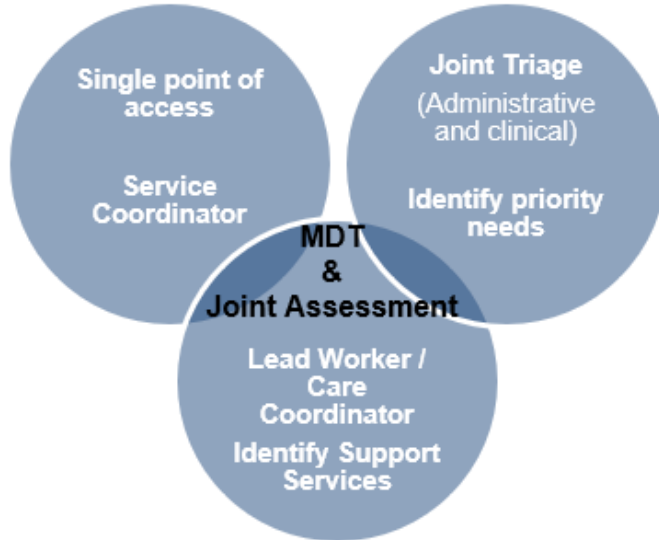 Single point of
access
Service
Coordinator
Joint Triage
(Administrative
and clinical)
Identify priority
needs
MDT
&
Joint Assessment
Lead Worker /
Care
Coordinator
Identify Support
Services